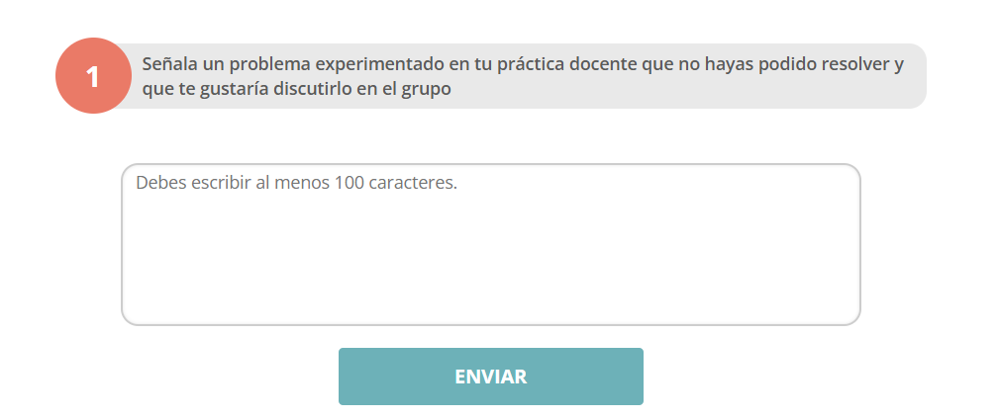 1
Señala un problema experimentado en tu práctica docente que no hayas podido resolver y
que te gustaría discutirlo en el grupo
Debes escribir al menos 100 caracteres.
ENVIAR